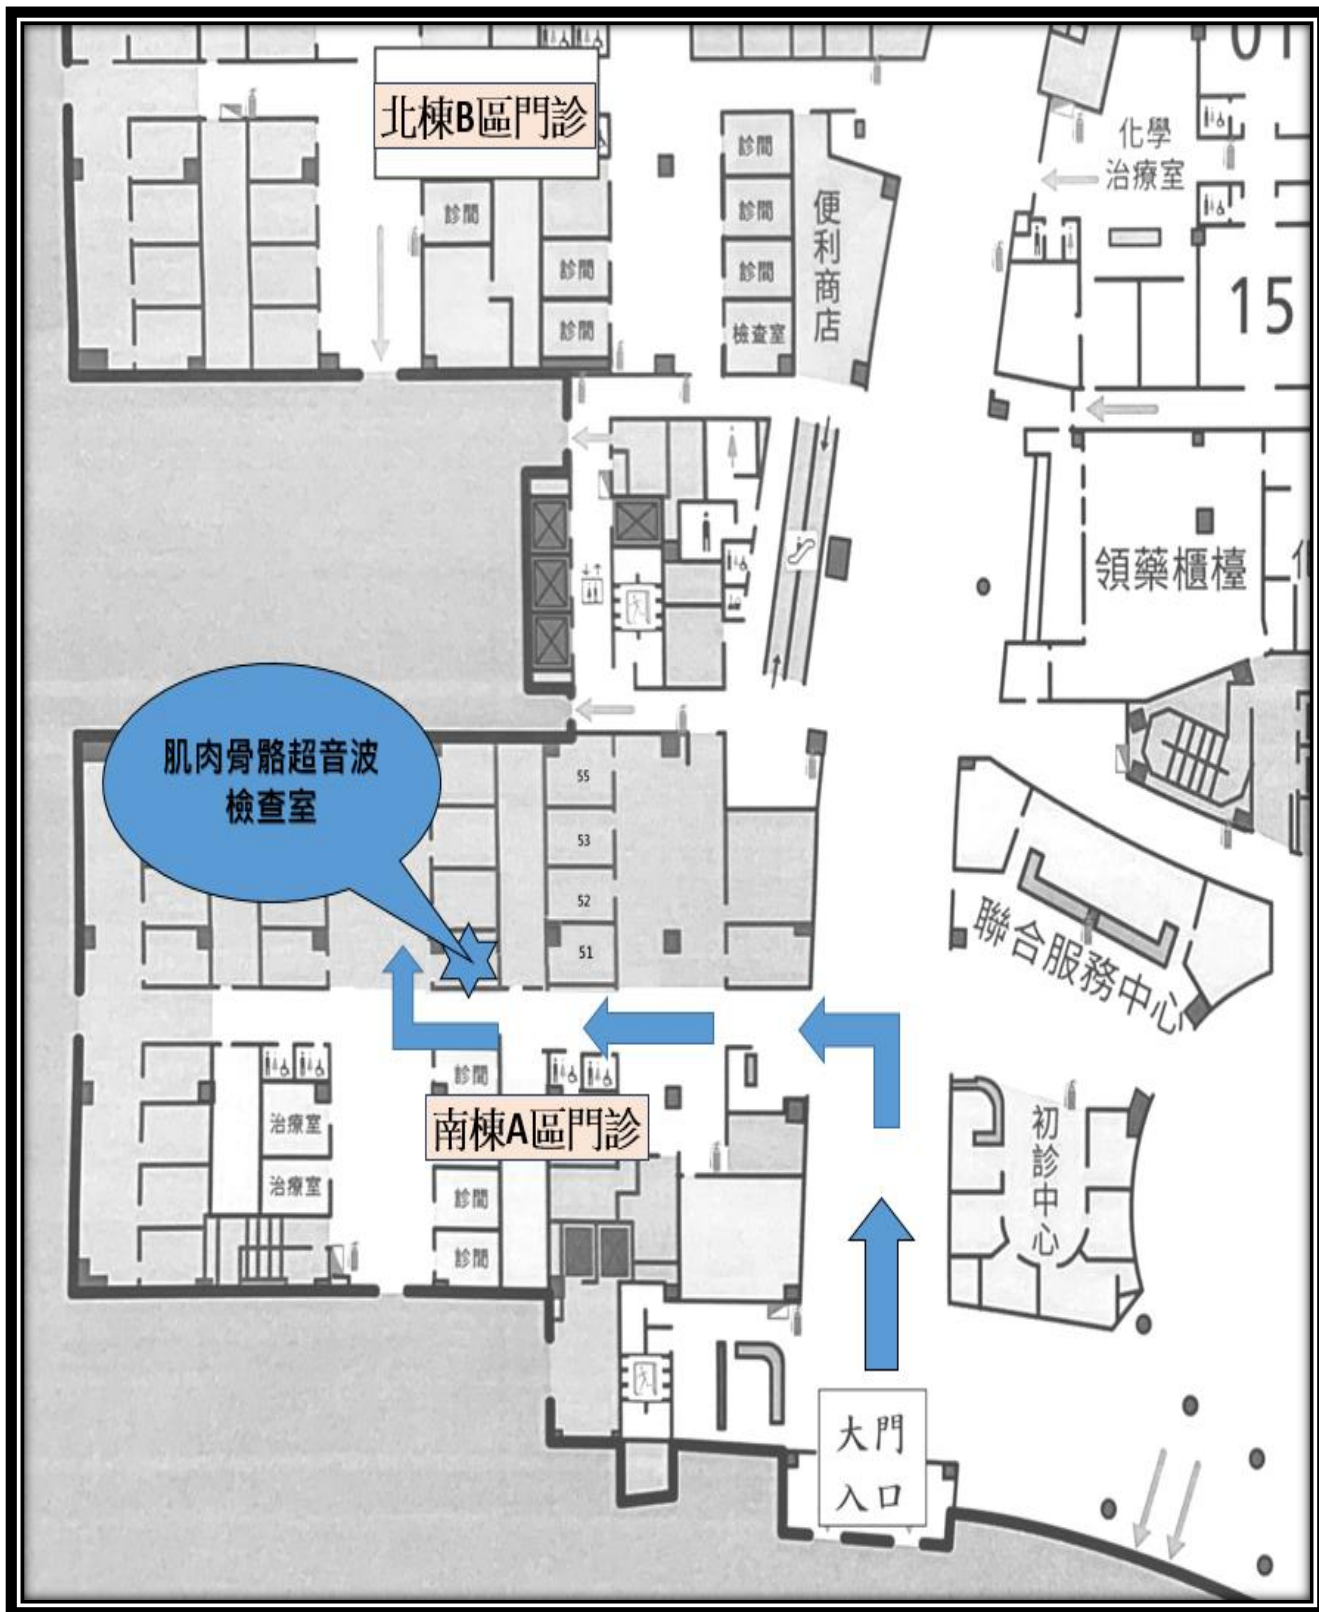 01
北棟B區門診
化學
治療室
診間
診間
診間
診間
便利商店
診間
診間
檢查室
15
領藥櫃檯
肌肉骨骼超音波
檢查室
55
53
52
51
聯合服務中心
診間
南棟A區門診
初診中心
治療室
治療室
診間
診間
大門
入口